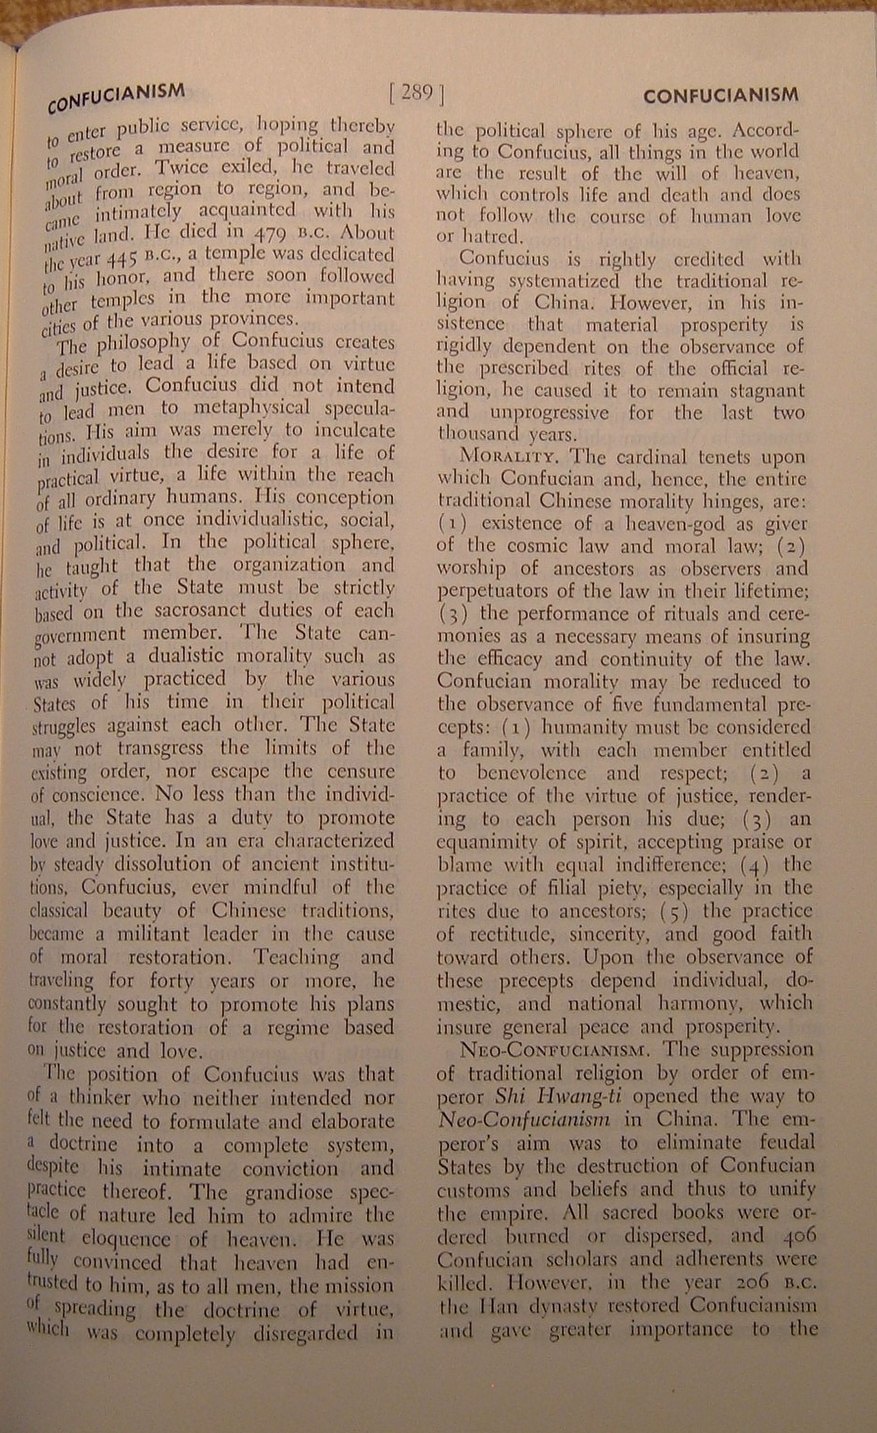 CONFUCIANISM
[ 289 ]
CONFUCIANISM
to enter public service, hoping thereby
to restore a measure of political and
moral order. Twice exiled, he traveled
about from region to region, and be-
came intimately acquainted with his
native land. He died in 479 B.C. About
the year 445 B.C., a temple was dedicated
to his honor, and there soon followed
other temples in the more important
cities of the various provinces.
The philosophy of Confucius creates
a desire to lead a life based on virtue
and justice. Confucius did not intend
to lead men to metaphysical specula-
tions. His aim was merely to inculcate
in individuals the desire for a life of
practical virtue, a life within the reach
of all ordinary humans. His conception
of life is at once individualistic, social,
and political. In the political sphere,
he taught that the organization and
activity of the State must be strictly
based on the sacrosanct duties of each
government member. The State can-
not adopt a dualistic morality such as
was widely practiced by the various
States of his time in their political
struggles against each other. The State
may not transgress the limits of the
existing order, nor escape the censure
of conscience. No less than the individ-
ual, the State has a duty to promote
love and justice. In an era characterized
by steady dissolution of ancient institu-
tions, Confucius, ever mindful of the
classical beauty of Chinese traditions,
became a militant leader in the cause
of moral restoration. Teaching and
traveling for forty years or more, he
constantly sought to promote his plans
for the restoration of a regime based
on justice and love.
The position of Confucius was that
of a thinker who neither intended nor
felt the need to formulate and elaborate
a doctrine into a complete system,
despite his intimate conviction and
practice thereof. The grandiose spec-
tacle of nature led him to admire the
silent eloquence of heaven. He was
fully convinced that heaven had en-
trusted to him, as to all men, the mission
of spreading the doctrine of virtue,
which was completely disregarded in
the political sphere of his age. Accord-
ing to Confucius, all things in the world
are the result of the will of heaven,
which controls life and death and does
not follow the course of human love
or hatred.
Confucius is rightly credited with
having systematized the traditional re-
ligion of China. However, in his in-
sistence that material prosperity is
rigidly dependent on the observance of
the prescribed rites of the official re-
ligion, he caused it to remain stagnant
and unprogressive for the last two
thousand years.
MORALITY. The cardinal tenets upon
which Confucian and, hence, the entire
traditional Chinese morality hinges, are:
(1) existence of a heaven-god as giver
of the cosmic law and moral law; (2)
worship of ancestors as observers and
perpetuators of the law in their lifetime;
(3) the performance of rituals and cere-
monies as a necessary means of insuring
the efficacy and continuity of the law.
Confucian morality may be reduced to
the observance of five fundamental pre-
cepts: (1) humanity must be considered
a family, with each member entitled
to benevolence and respect; (2) a
practice of the virtue of justice, render-
ing to each person his due; (3) an
equanimity of spirit, accepting praise or
blame with equal indifference; (4) the
practice of filial piety, especially in the
rites due to ancestors; (5) the practice
of rectitude, sincerity, and good faith
toward others. Upon the observance of
these precepts depend individual, do-
mestic, and national harmony, which
insure general peace and prosperity.
NEO-CONFUCIANISM. The suppression
of traditional religion by order of em-
peror Shi Hwang-ti opened the way to
Neo-Confucianism in China. The em-
peror's aim was to eliminate feudal
States by the destruction of Confucian
customs and beliefs and thus to unify
the empire. All sacred books were or-
dered burned or dispersed, and 406
Confucian scholars and adherents were
killed. However, in the year 206 B.C.
the Han dynasty restored Confucianism
and gave greater importance to the